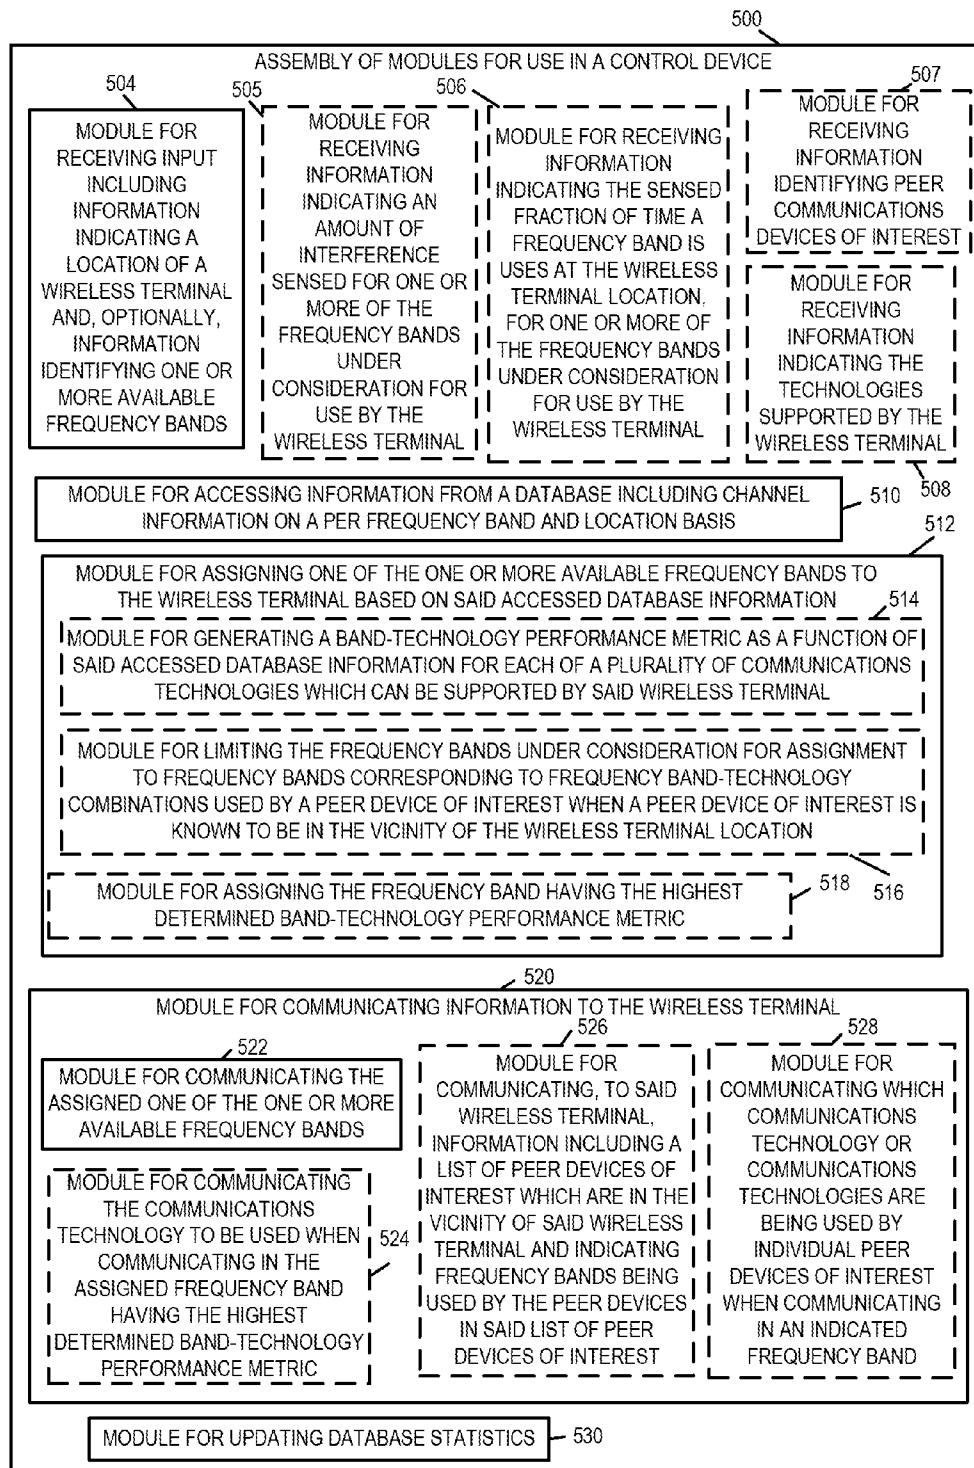 500
ASSEMBLY OF MODULES FOR USE IN A CONTROL DEVICE
504
MODULE FOR
RECEIVING INPUT
INCLUDING
INFORMATION
INDICATING A
LOCATION OF A
WIRELESS TERMINAL
AND, OPTIONALLY,
INFORMATION
IDENTIFYING ONE OR
MORE AVAILABLE
FREQUENCY BANDS
505
MODULE FOR
RECEIVING
INFORMATION
INDICATING AN
AMOUNT OF
INTERFERENCE
SENSED FOR ONE OR
MORE OF THE
FREQUENCY BANDS
UNDER
CONSIDERATION FOR
USE BY THE
WIRELESS TERMINAL
506
MODULE FOR RECEIVING
INFORMATION
INDICATING THE SENSED
FRACTION OF TIME A
FREQUENCY BAND IS
USES AT THE WIRELESS
TERMINAL LOCATION,
FOR ONE OR MORE OF
THE FREQUENCY BANDS
UNDER CONSIDERATION
FOR USE BY THE
WIRELESS TERMINAL
507
MODULE FOR
RECEIVING
INFORMATION
IDENTIFYING PEER
COMMUNICATIONS
DEVICES OF INTEREST
MODULE FOR
RECEIVING
INFORMATION
INDICATING THE
TECHNOLOGIES
SUPPORTED BY THE
WIRELESS TERMINAL
508
MODULE FOR ACCESSING INFORMATION FROM A DATABASE INCLUDING CHANNEL
INFORMATION ON A PER FREQUENCY BAND AND LOCATION BASIS
510
512
MODULE FOR ASSIGNING ONE OF THE ONE OR MORE AVAILABLE FREQUENCY BANDS TO
THE WIRELESS TERMINAL BASED ON SAID ACCESSED DATABASE INFORMATION
514
MODULE FOR GENERATING A BAND-TECHNOLOGY PERFORMANCE METRIC AS A FUNCTION OF
SAID ACCESSED DATABASE INFORMATION FOR EACH OF A PLURALITY OF COMMUNICATIONS
TECHNOLOGIES WHICH CAN BE SUPPORTED BY SAID WIRELESS TERMINAL
MODULE FOR LIMITING THE FREQUENCY BANDS UNDER CONSIDERATION FOR ASSIGNMENT
TO FREQUENCY BANDS CORRESPONDING TO FREQUENCY BAND-TECHNOLOGY
COMBINATIONS USED BY A PEER DEVICE OF INTEREST WHEN A PEER DEVICE OF INTEREST IS
KNOWN TO BE IN THE VICINITY OF THE WIRELESS TERMINAL LOCATION
516
MODULE FOR ASSIGNING THE FREQUENCY BAND HAVING THE HIGHEST
DETERMINED BAND-TECHNOLOGY PERFORMANCE METRIC
518
520
MODULE FOR COMMUNICATING INFORMATION TO THE WIRELESS TERMINAL
522
MODULE FOR COMMUNICATING THE
ASSIGNED ONE OF THE ONE OR MORE
AVAILABLE FREQUENCY BANDS
MODULE FOR COMMUNICATING
THE COMMUNICATIONS
TECHNOLOGY TO BE USED WHEN
COMMUNICATING IN THE
ASSIGNED FREQUENCY BAND
HAVING THE HIGHEST
DETERMINED BAND-TECHNOLOGY
PERFORMANCE METRIC
524
526
MODULE FOR
COMMUNICATING, TO SAID
WIRELESS TERMINAL,
INFORMATION INCLUDING A
LIST OF PEER DEVICES OF
INTEREST WHICH ARE IN THE
VICINITY OF SAID WIRELESS
TERMINAL AND INDICATING
FREQUENCY BANDS BEING
USED BY THE PEER DEVICES
IN SAID LIST OF PEER
DEVICES OF INTEREST
528
MODULE FOR
COMMUNICATING WHICH
COMMUNICATIONS
TECHNOLOGY OR
COMMUNICATIONS
TECHNOLOGIES ARE
BEING USED BY
INDIVIDUAL PEER
DEVICES OF INTEREST
WHEN COMMUNICATING
IN AN INDICATED
FREQUENCY BAND
MODULE FOR UPDATING DATABASE STATISTICS
530